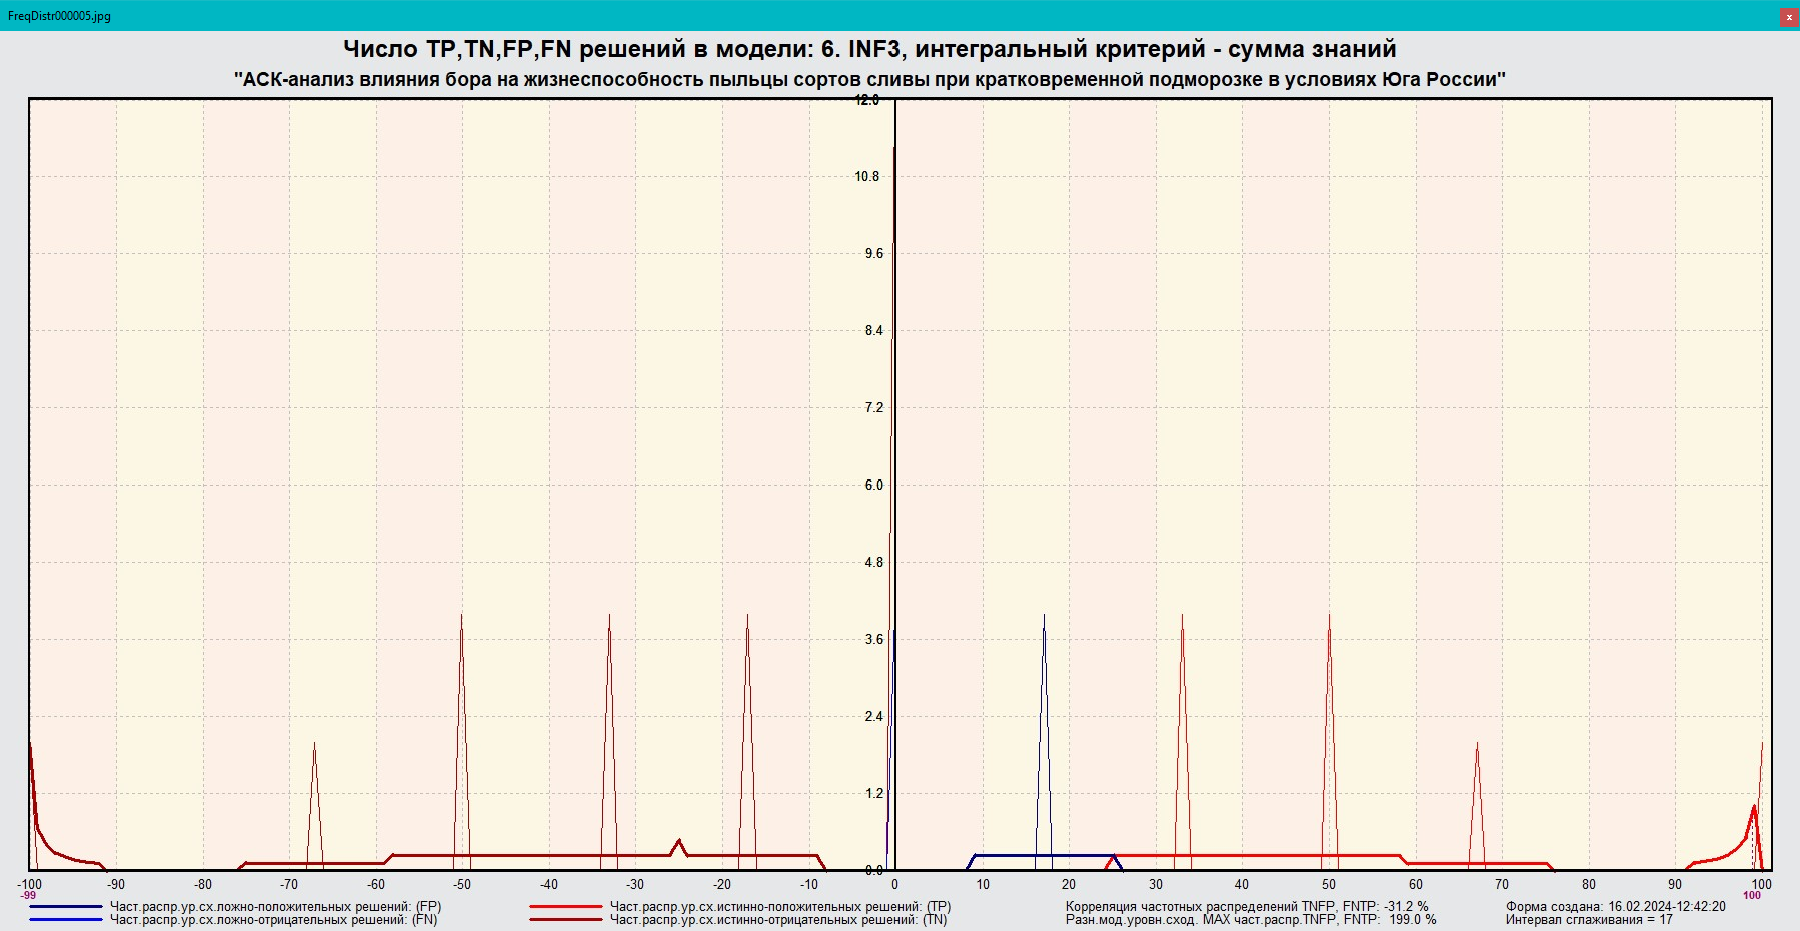 FreqDistr000005.jpg
x
Число TP,TN,FP,FN решений в модели: 6. INF3, интегральный критерий - сумма знаний
"АСК-анализ влияния бора на жизнеспособность пыльцы сортов сливы при кратковременной подморозке в условиях Юга России"
12.0
10.8
9.6
8.4
7.2
6.0
4.8
3.6
2.4
1.2
0.0
-100 -90 -80 -70 -60 -50 -40 -30 -20 -10 0 10 20 30 40 50 60 70 80 90 100
-99 100
Част.распр.ур.сх.ложно-положительных решений: (FP) Част.распр.ур.сх.истинно-положительных решений: (TP) Корреляция частотных распределений TNFP, FNTP: -31.2 % Форма создана: 16.02.2024-12:42:20
Част.распр.ур.сх.ложно-отрицательных решений: (FN) Част.распр.ур.сх.истинно-отрицательных решений: (TN) Разн.мод.уровн.сход. MAX част.распр.TNFP, FNTP: 199.0 % Интервал сглаживания = 17